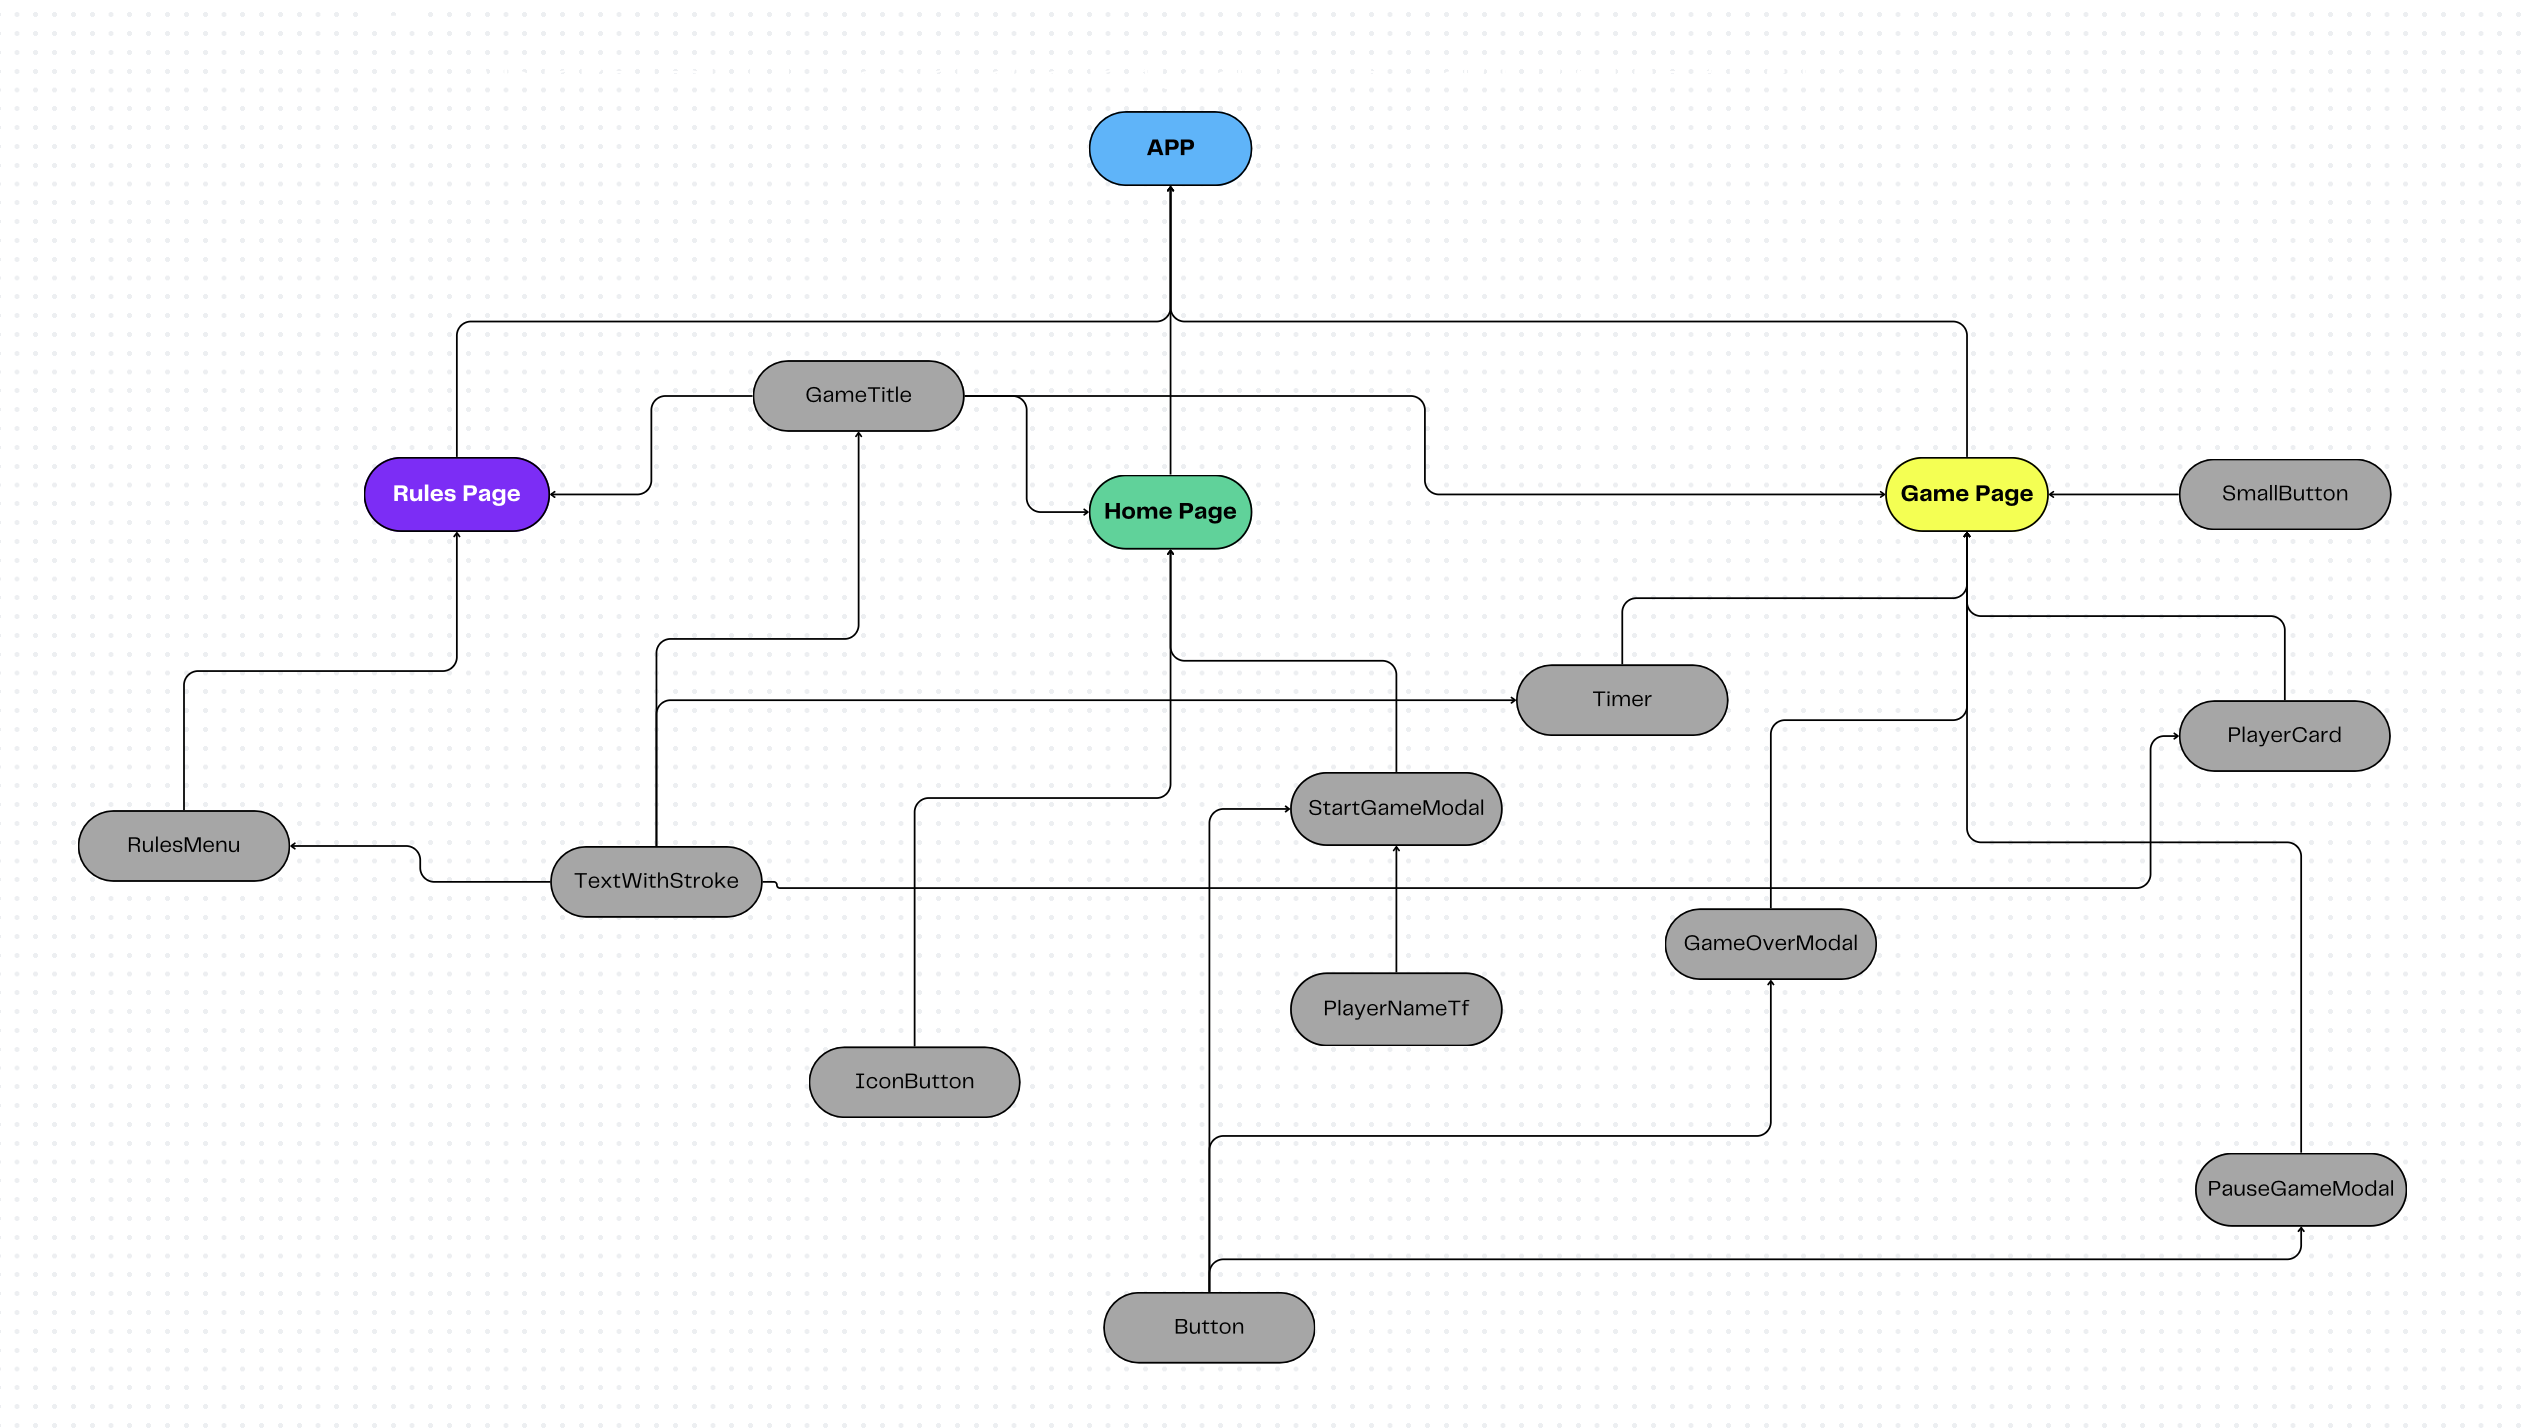 APP
GameTitle
Rules Page
Home Page
Game Page
SmallButton
Timer
PlayerCard
StartGameModal
RulesMenu
TextWithStroke
GameOverModal
PlayerNameTf
IconButton
PauseGameModal
Button